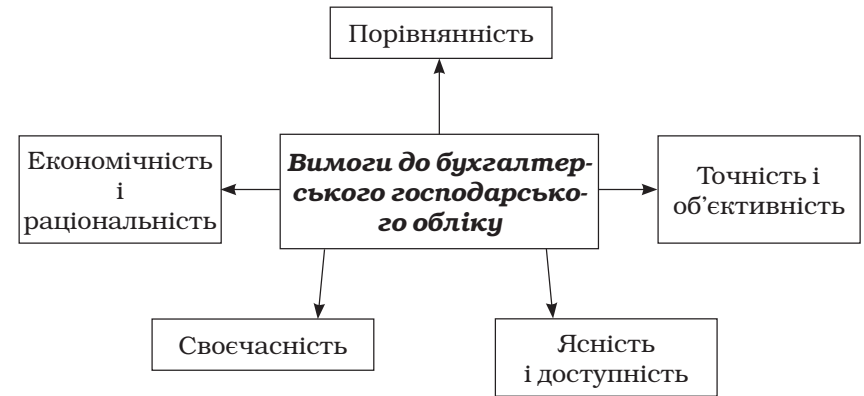 Порівнянність
Економічність
і
раціональність
Вимоги до бухгалтер-
ського господарсько-
го обліку
Точність і
об’єктивність
Своєчасність
Ясність
і доступність